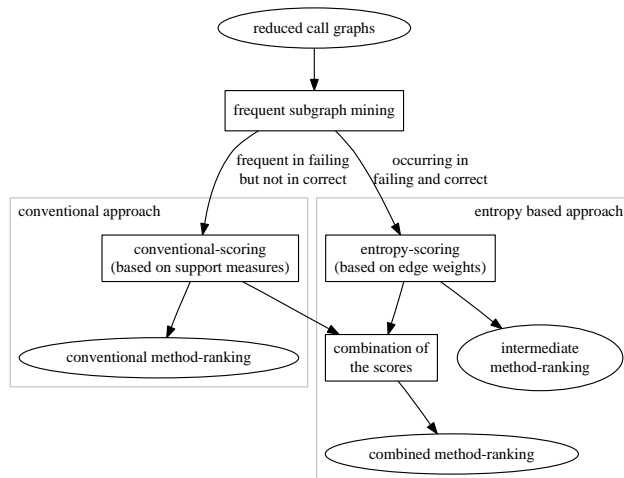 reduced call graphs
frequent subgraph mining
frequent in failing
but not in correct
occurring in
failing and correct
conventional approach
entropy based approach
conventional-scoring
(based on support measures)
entropy-scoring
(based on edge weights)
conventional method-ranking
combination of
the scores
intermediate
method-ranking
combined method-ranking